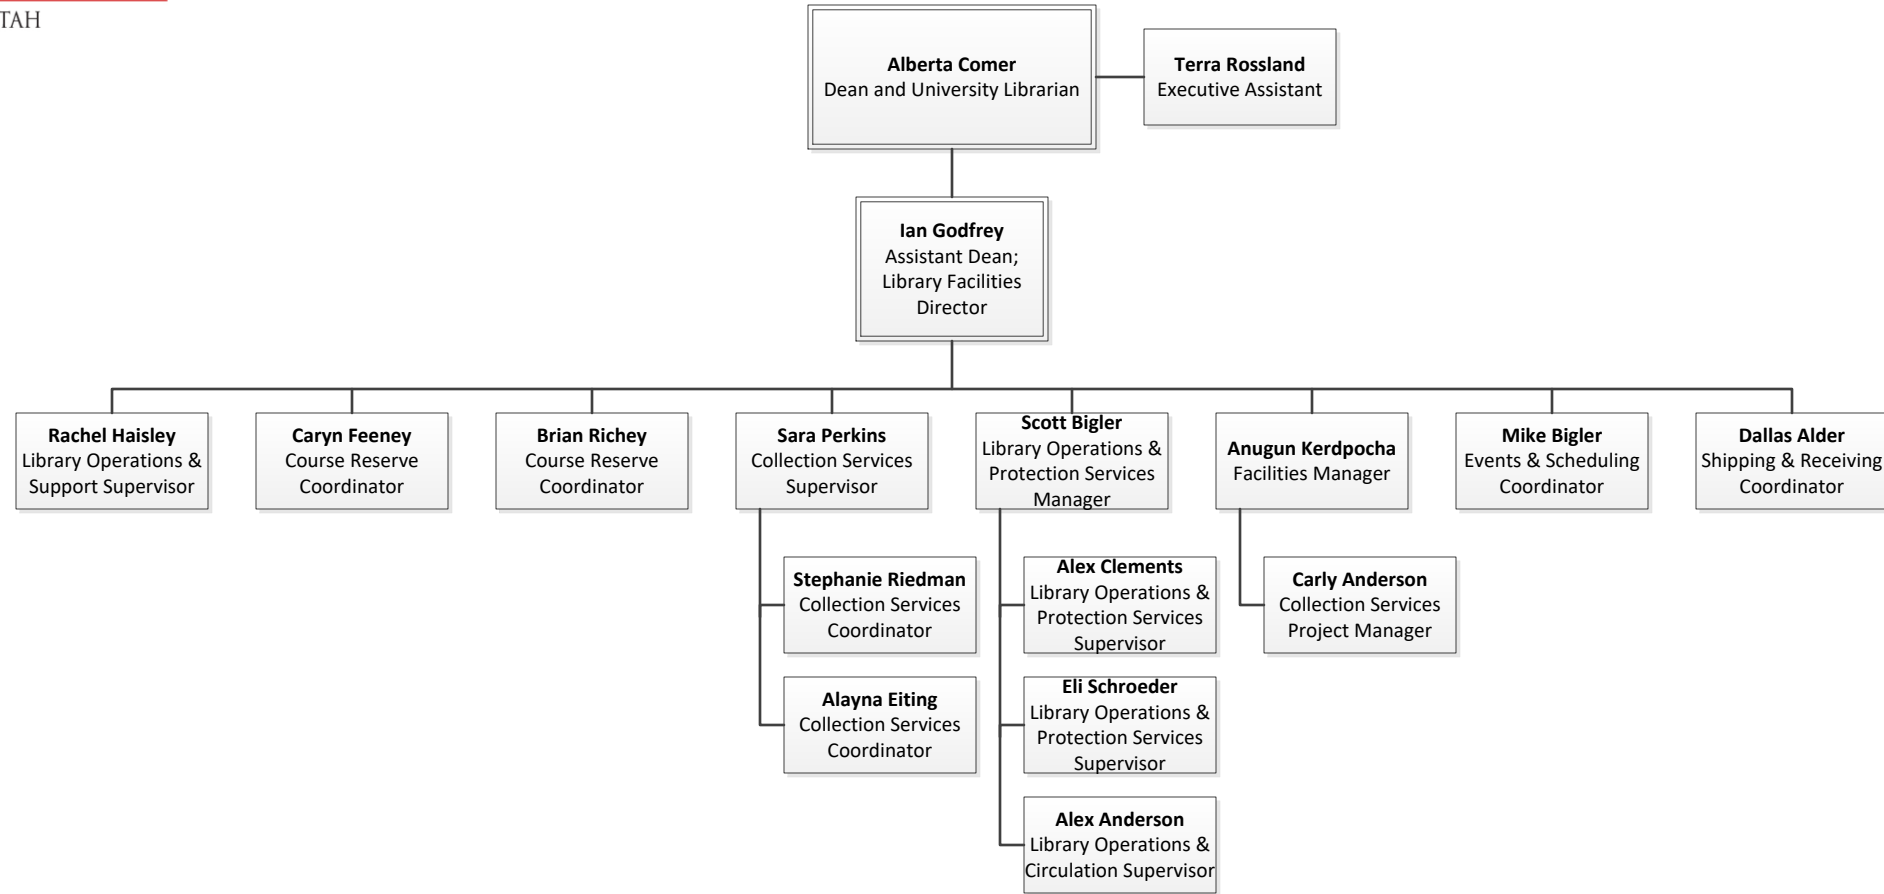 TAH
Alberta Comer
Dean and University Librarian
Terra Rossland
Executive Assistant
Ian Godfrey
Assistant Dean;
Library Facilities
Director
Rachel Haisley
Library Operations &
Support Supervisor
Caryn Feeney
Course Reserve
Coordinator
Brian Richey
Course Reserve
Coordinator
Sara Perkins
Collection Services
Supervisor
Scott Bigler
Library Operations &
Protection Services
Manager
Anugun Kerdpocha
Facilities Manager
Mike Bigler
Events & Scheduling
Coordinator
Dallas Alder
Shipping & Receiving
Coordinator
Stephanie Riedman
Collection Services
Coordinator
Alayna Eiting
Collection Services
Coordinator
Alex Clements
Library Operations &
Protection Services
Supervisor
Eli Schroeder
Library Operations &
Protection Services
Supervisor
Alex Anderson
Library Operations &
Circulation Supervisor
Carly Anderson
Collection Services
Project Manager